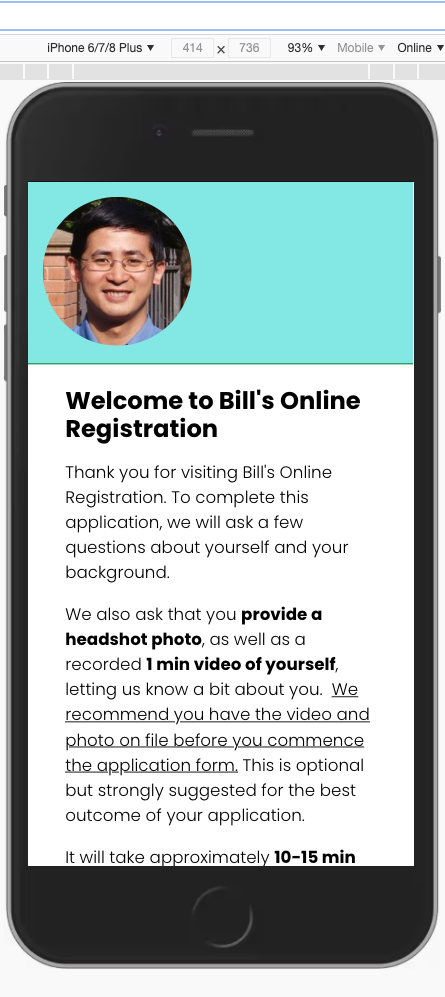 iPhone 6/7/8 Plus ▼ 414 × 736 93% ▼ Mobile ▼ Online ▼
Welcome to Bill's Online
Registration
Thank you for visiting Bill's Online
Registration. To complete this
application, we will ask a few
questions about yourself and your
background.
We also ask that you provide a
headshot photo, as well as a
recorded 1 min video of yourself,
letting us know a bit about you. We
recommend you have the video and
photo on file before you commence
the application form. This is optional
but strongly suggested for the best
outcome of your application.
It will take approximately 10-15 min